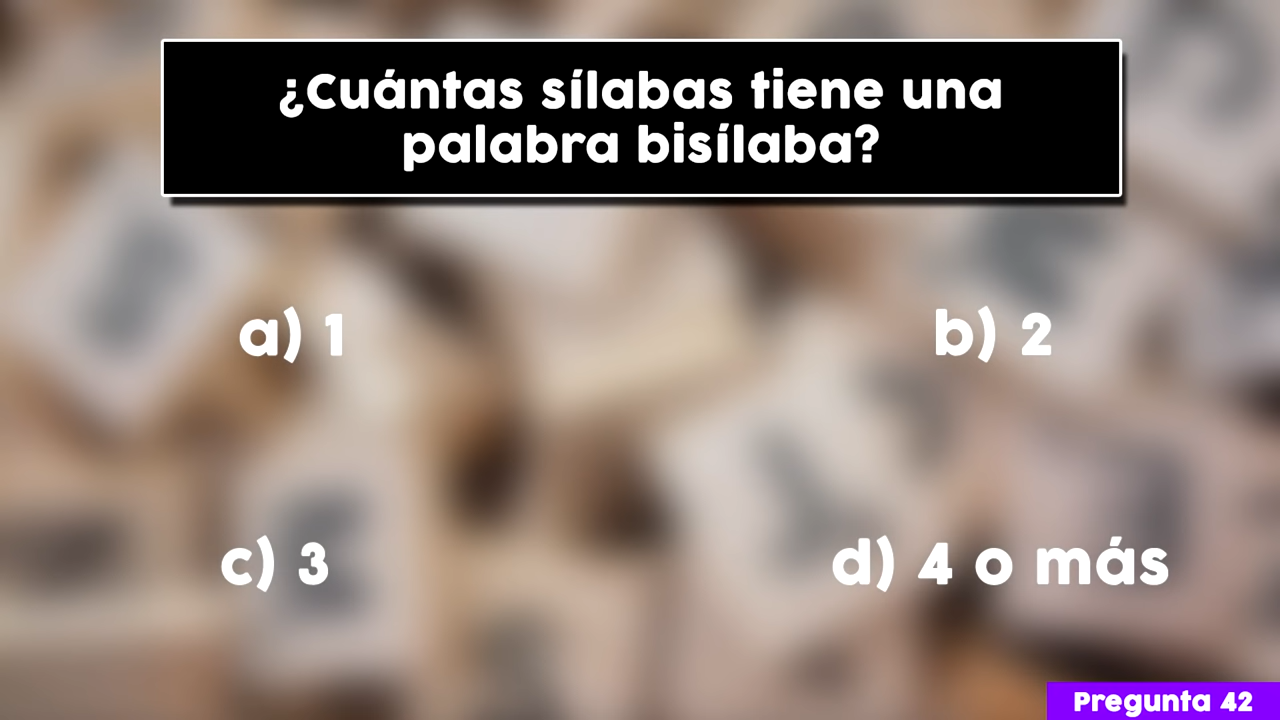 ¿Cuántas sílabas tiene una
palabra bisílaba?
a) 1
b) 2
c) 3
d) 4 o más
Pregunta 42